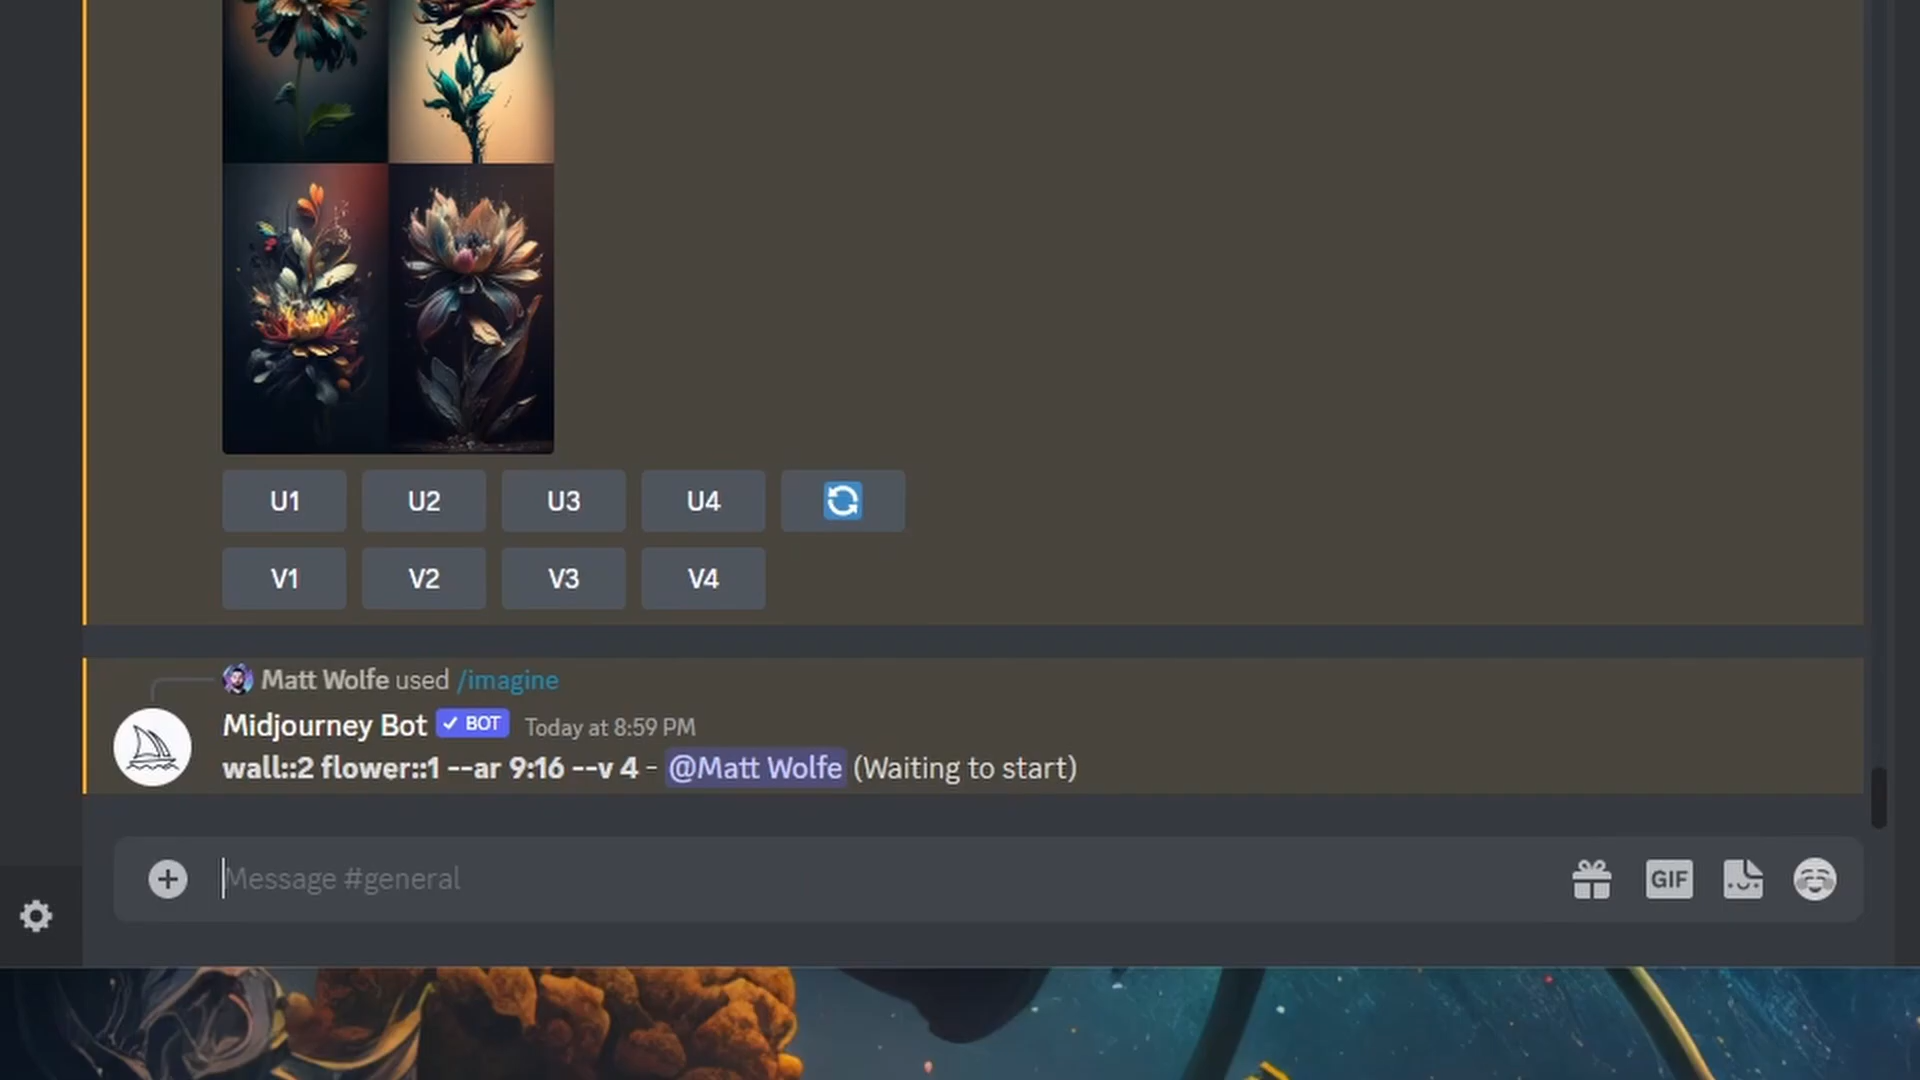 U1 U2 U3 U4
V1 V2 V3 V4
Matt Wolfe used /imagine
Midjourney Bot ✓ BOT Today at 8:59 PM
wall::2 flower::1 --ar 9:16 --v 4 - @Matt Wolfe (Waiting to start)
Message #general GIF